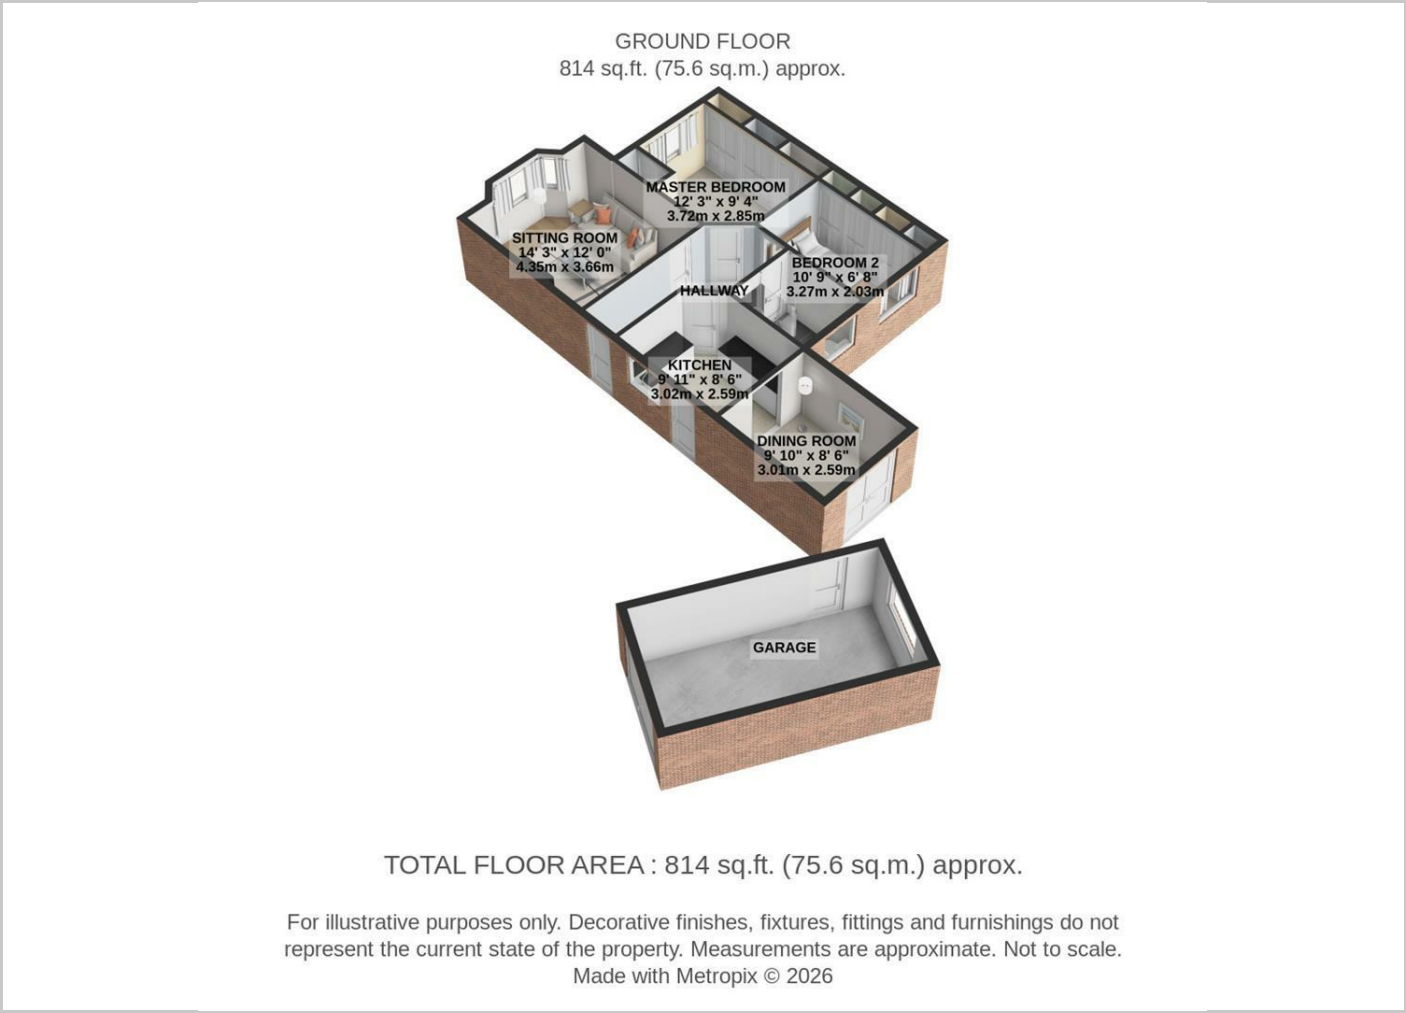 GROUND FLOOR
814 sq.ft. (75.6 sq.m.) approx.
MASTER BEDROOM
12' 3" x 9' 4"
3.72m x 2.85m
SITTING ROOM
14' 3" x 12' 0"
4.35m x 3.66m
BEDROOM 2
10' 9" x 6' 8"
3.27m x 2.03m
HALLWAY
KITCHEN
9' 11" x 8' 6"
3.02m x 2.59m
DINING ROOM
9' 10" x 8' 6"
3.01m x 2.59m
GARAGE
TOTAL FLOOR AREA : 814 sq.ft. (75.6 sq.m.) approx.
For illustrative purposes only. Decorative finishes, fixtures, fittings and furnishings do not
represent the current state of the property. Measurements are approximate. Not to scale.
Made with Metropix © 2026